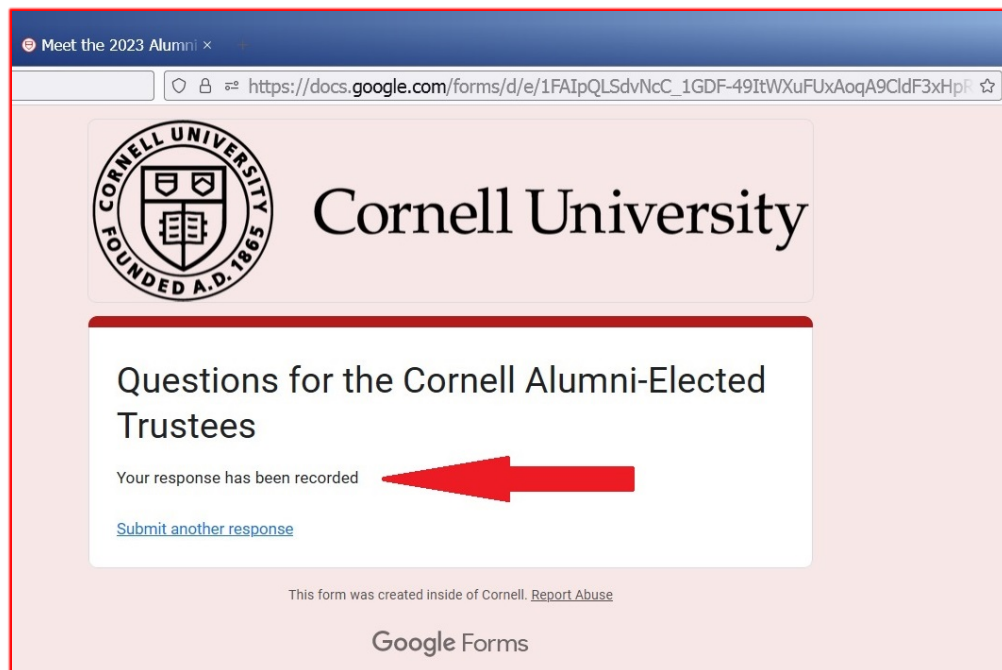 Meet the 2023 Alumni ×
https://docs.google.com/forms/d/e/1FAIpQLSdvNcC_1GDF-49ItWXuFUxAoqA9CldF3xHpR
CORNELL UNIVERSITY
FOUNDED A.D. 1865
Cornell University
Questions for the Cornell Alumni-Elected
Trustees
Your response has been recorded
Submit another response
This form was created inside of Cornell. Report Abuse
Google Forms